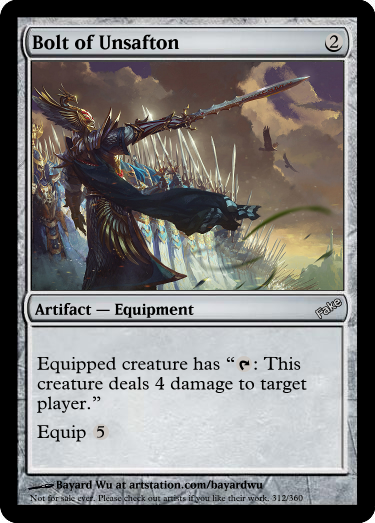 Bolt of Unsafton 2
Artifact — Equipment Fake
Equipped creature has “: This
creature deals 4 damage to target
player.”
Equip 5
Bayard Wu at artstation.com/bayardwu
Not for sale ever. Please check out artists if you like their work. 312/360